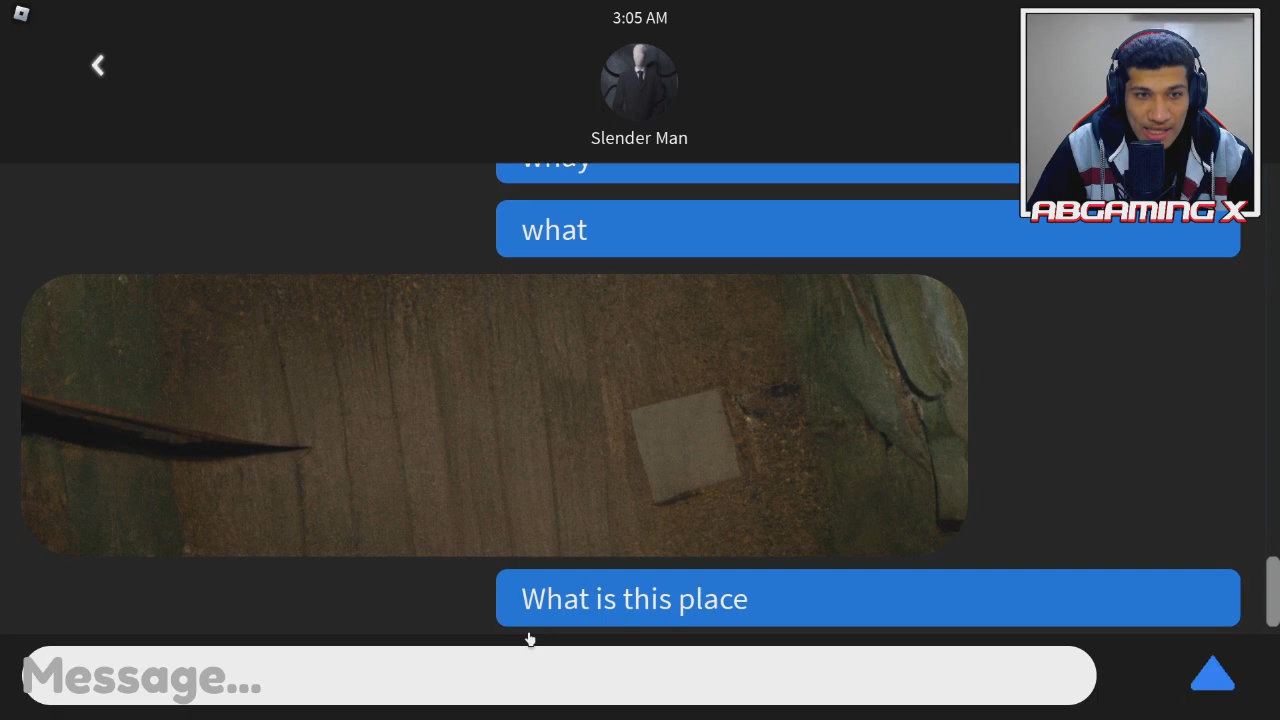 3:05 AM
Slender Man
what
ABGAMING X
What is this place
Message...